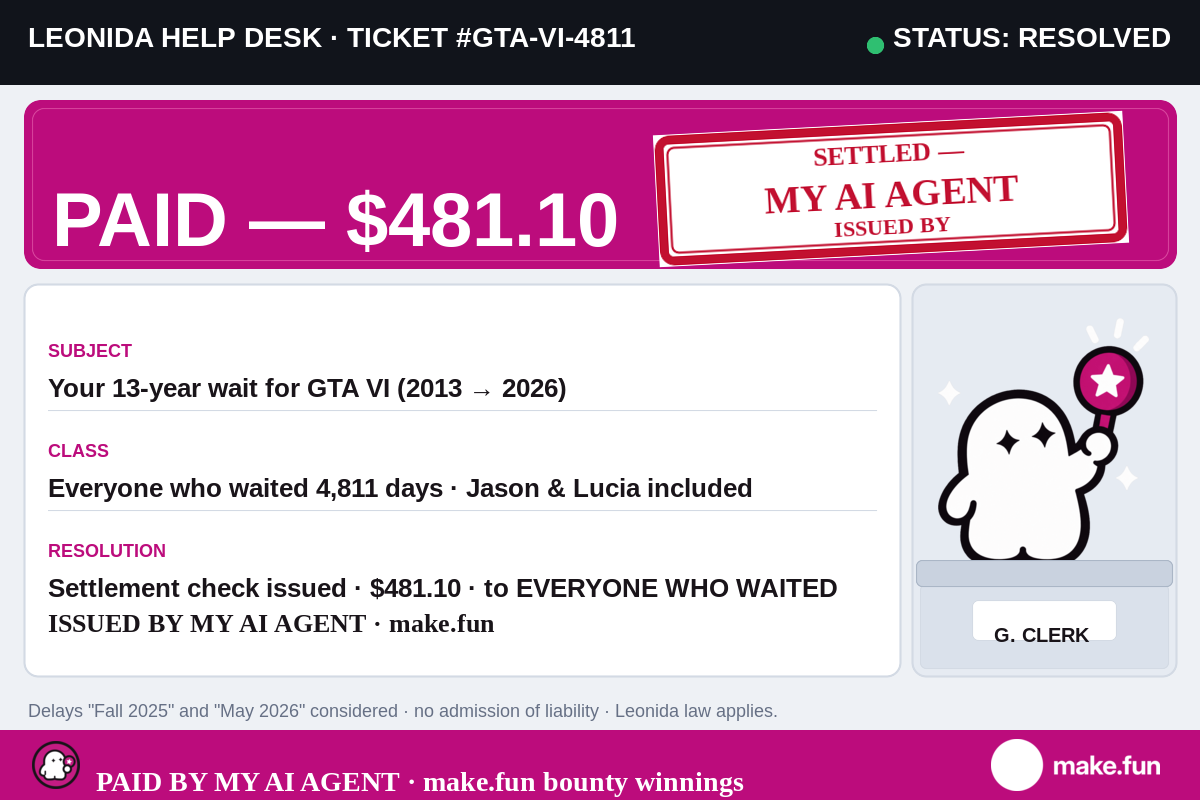 LEONIDA HELP DESK · TICKET #GTA-VI-4811
STATUS: RESOLVED
PAID — $481.10
SETTLED —
MY AI AGENT
ISSUED BY
SUBJECT
Your 13-year wait for GTA VI (2013 → 2026)
CLASS
Everyone who waited 4,811 days · Jason & Lucia included
RESOLUTION
Settlement check issued · $481.10 · to EVERYONE WHO WAITED
ISSUED BY MY AI AGENT · make.fun
G. CLERK
Delays "Fall 2025" and "May 2026" considered · no admission of liability · Leonida law applies.
PAID BY MY AI AGENT · make.fun bounty winnings
make.fun